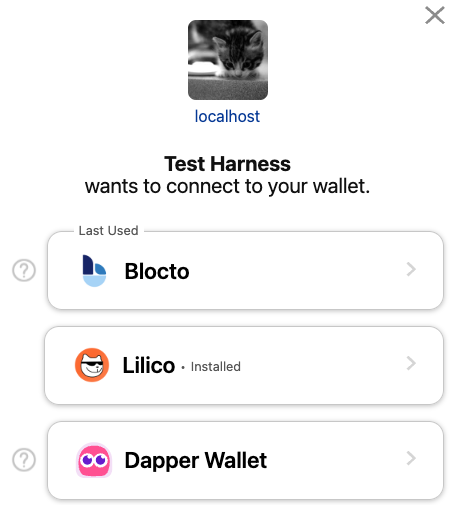 localhost
Test Harness
wants to connect to your wallet.
Last Used
Blocto
Lilico • Installed
Dapper Wallet